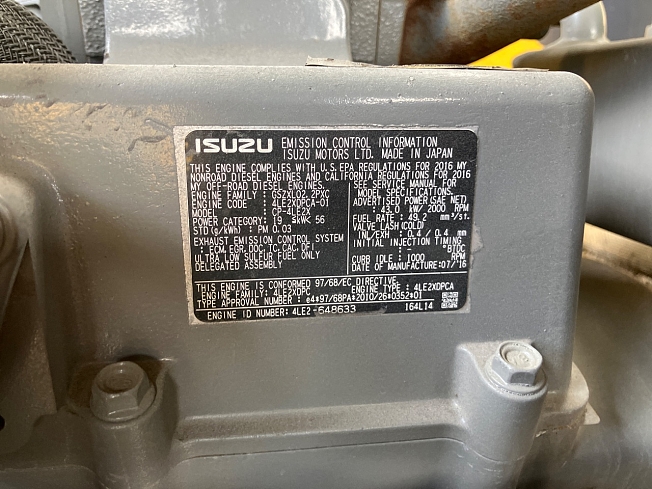 ISUZU EMISSION CONTROL INFORMATION
ISUZU MOTORS LTD. MADE IN JAPAN
THIS ENGINE COMPLIES WITH U.S.EPA REGULATIONS FOR 2016 MY
NONROAD DIESEL ENGINES AND CALIFORNIA REGULATIONS FOR 2016
MY OFF-ROAD DIESEL ENGINES.
ENGINE FAMILY : GSZXL02.2PXC
ENGINE TYPE : 4LE2XDPCA-01
MODEL : CP-4LE2X
POWER CATEGORY : 19 ≤kW< 56
STD (g/kWh) : PM 0.03
EXHAUST EMISSION CONTROL SYSTEM
: ECM, EGR, DOC, TC, CAC, DFI
ULTRA LOW SULFUR FUEL ONLY
DELEGATED ASSEMBLY
SEE SERVICE MANUAL FOR
MODEL SPECIFICATIONS.
ADVERTISED POWER (SAE NET)
: 43.0 kW/ 2000 RPM
FUEL RATE : 49.2 mm³/st.
VALVE LASH (COLD)
IN./EXH : 0.4 / 0.4 mm
INITIAL INJECTION TIMING
: - °BTDC
CURB IDLE : 1000 RPM
DATE OF MANUFACTURE:07/'16
THIS ENGINE IS CONFORMED 97/68/EC DIRECTIVE
ENGINE FAMILY: 4LE2XDPC ENGINE TYPE : 4LE2XDPCA
TYPE APPROVAL NUMBER : e4*97/68PA*2010/26*0352*01
ENGINE ID NUMBER: 4LE2-648633 164L14